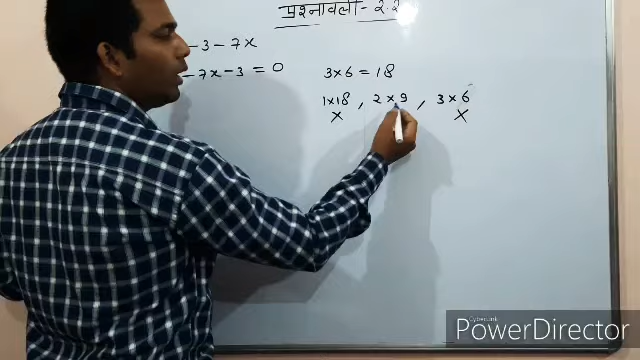 प्रश्नावली - 2.2
- 3 - 7x
- 7x - 3 = 0
3 x 6 = 18
1 x 18 , 2 x 9 , 3 x 6
x x
CyberLink
PowerDirector